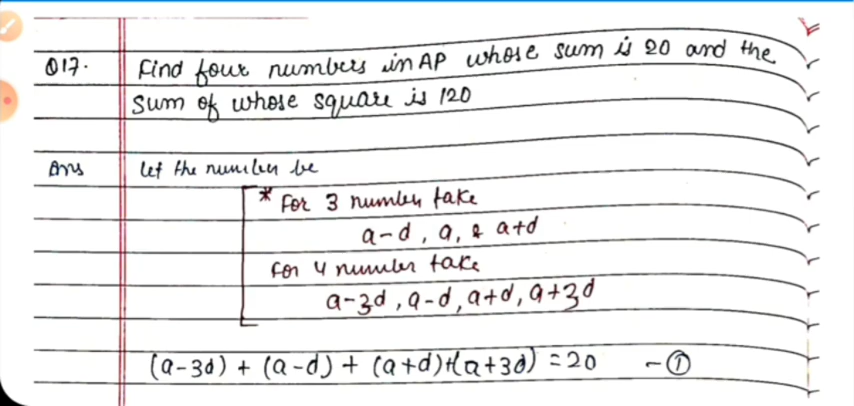 Q17. Find four numbers in AP whose sum is 20 and the
sum of whose square is 120
Ans let the number be
* For 3 number take
a-d, a, & a+d
For 4 number take
a-3d, a-d, a+d, a+3d
(a-3d) + (a-d) + (a+d)+(a+3d) = 20 -①